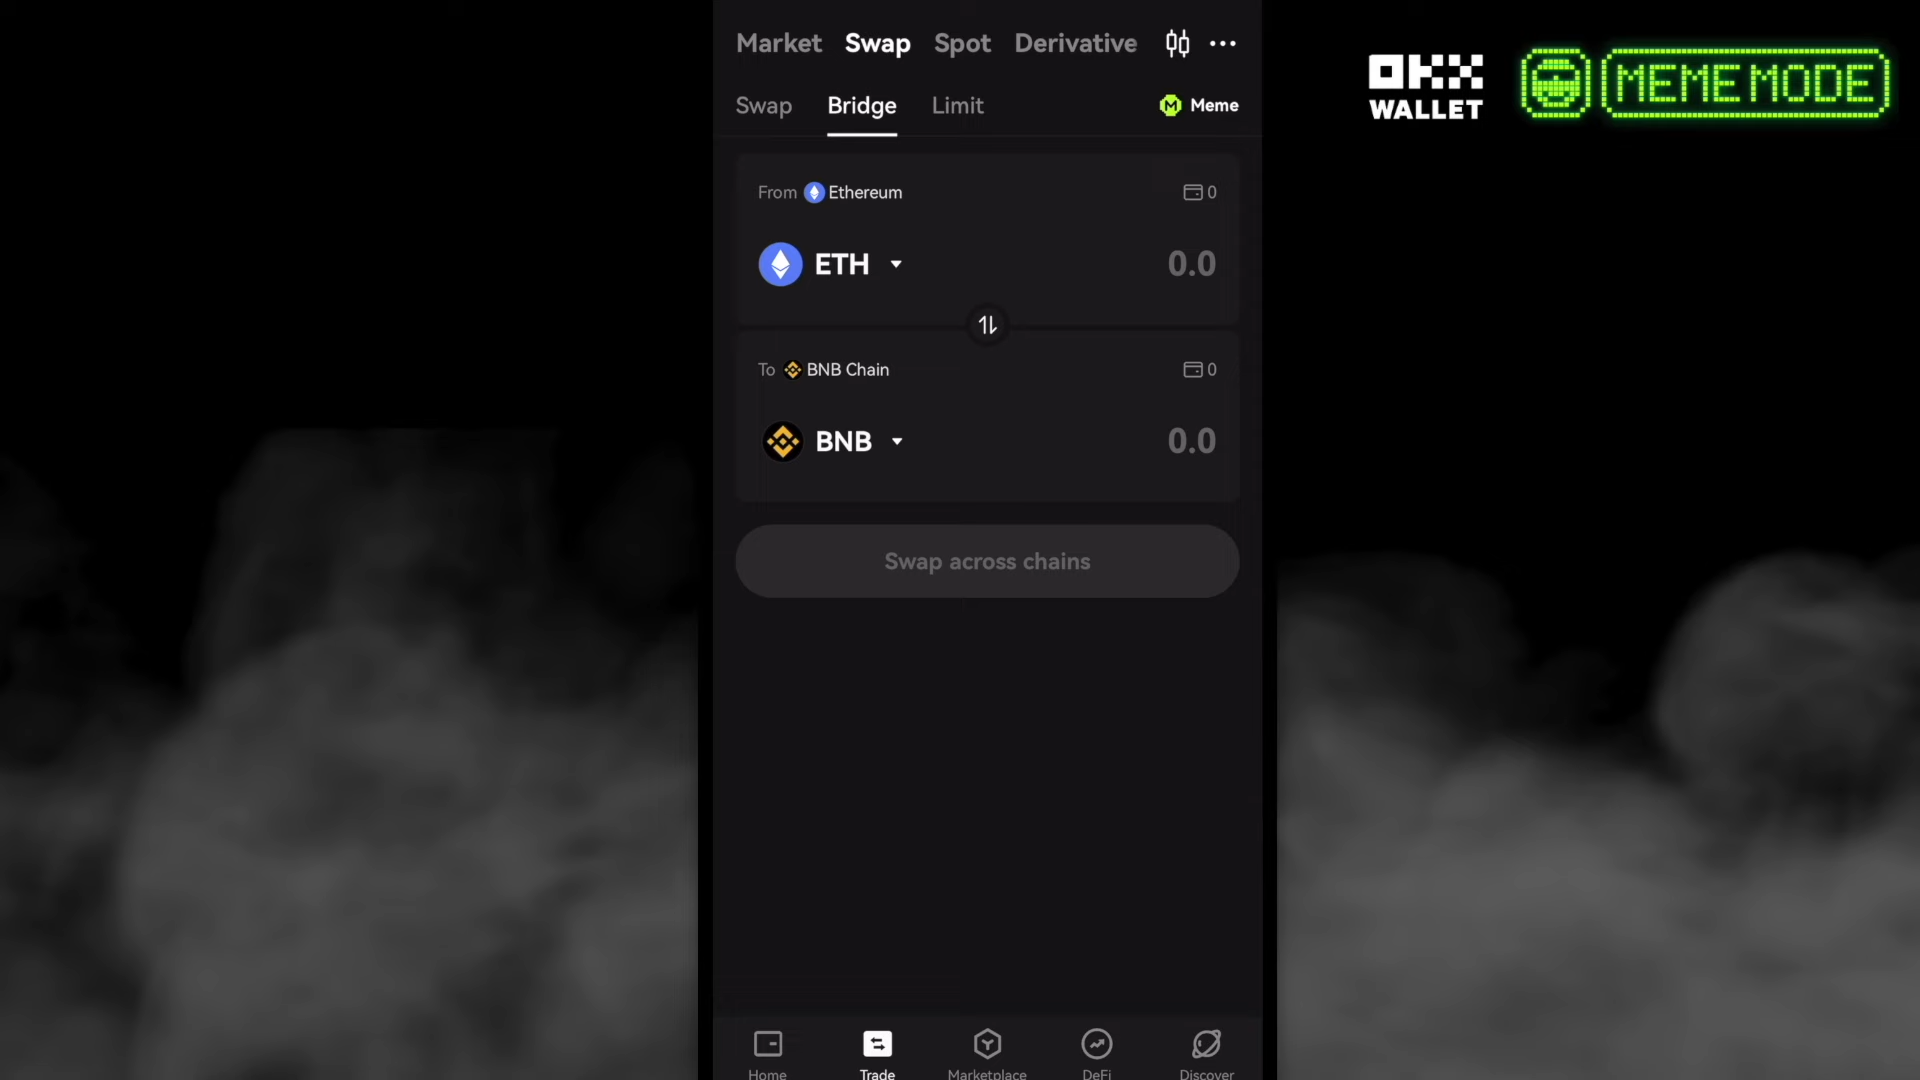 Market Swap Spot Derivative
Swap Bridge Limit Meme
From Ethereum 0
ETH 0.0
To BNB Chain 0
BNB 0.0
Swap across chains
Home Trade Marketplace DeFi Discover
OKX
WALLET
MEME MODE